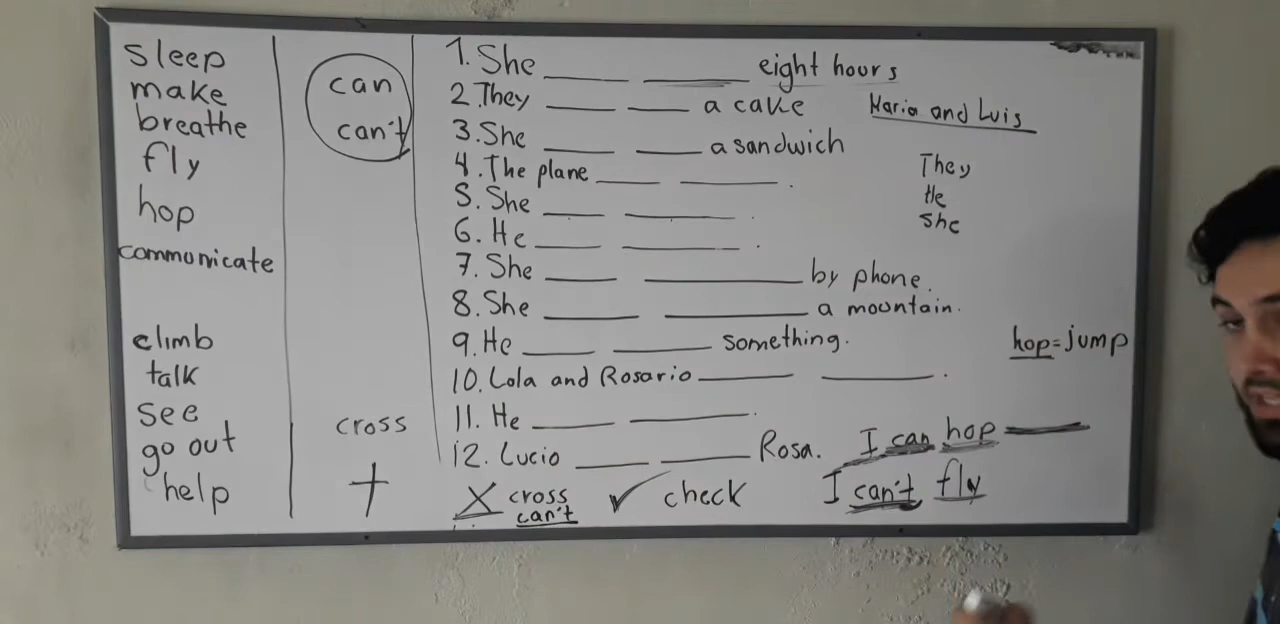 sleep
make
breathe
fly
hop
communicate
climb
talk
see
go out
help
can
can't
cross
1. She ____ ____ eight hours
2. They ____ ____ a cake
3. She ____ ____ a sandwich
4. The plane ____ ____.
5. She ____ ____.
6. He ____ ____.
7. She ____ ____ by phone.
8. She ____ ____ a mountain.
9. He ____ ____ something.
10. Lola and Rosario ____ ____.
11. He ____ ____.
12. Lucio ____ ____ Rosa.
X cross
can't
✓ check
Maria and Luis
They
He
She
hop=jump
I can hop ____
I can't fly